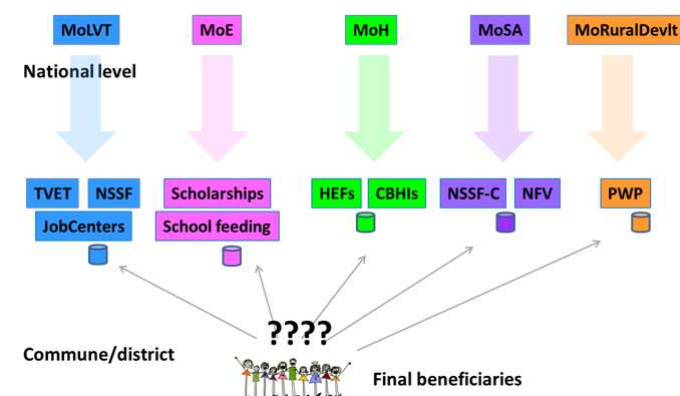 MoLVT MoE MoH MoSA MoRuralDevlt
National level
TVET NSSF Scholarships HEFs CBHIs NSSF-C NFV PWP
JobCenters School feeding
????
Commune/district
Final beneficiaries